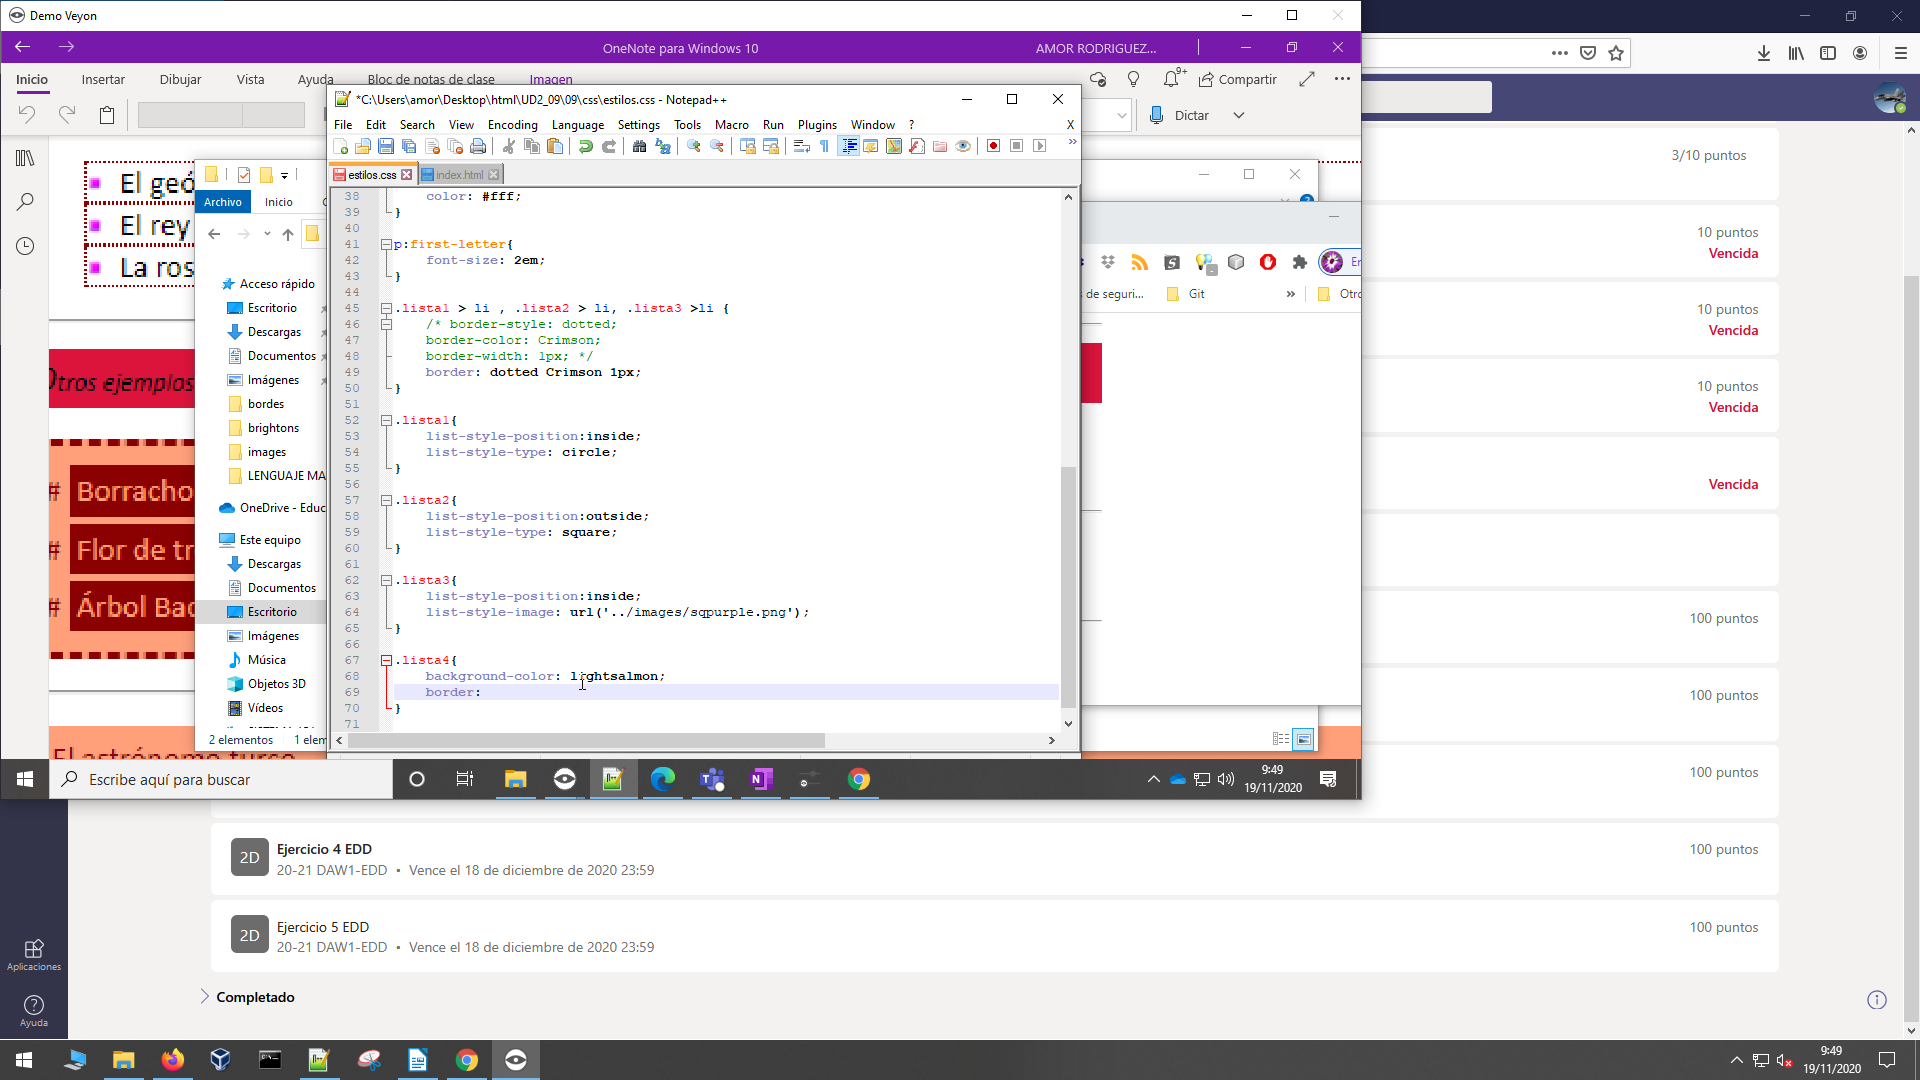 Demo Veyon
OneNote para Windows 10
AMOR RODRIGUEZ...
Inicio
Insertar
Dibujar
Vista
Ayuda
Bloc de notas de clase
Imagen
9+
Compartir
Dictar
*C:\Users\amor\Desktop\html\UD2_09\09\css\estilos.css - Notepad++
File Edit Search View Encoding Language Settings Tools Macro Run Plugins Window ? X
estilos.css
index.html
38 color: #fff;
39 }
40
41 p:first-letter{
42 font-size: 2em;
43 }
44
45 .lista1 > li , .lista2 > li, .lista3 >li {
46 /* border-style: dotted;
47 border-color: Crimson;
48 border-width: 1px; */
49 border: dotted Crimson 1px;
50 }
51
52 .lista1{
53 list-style-position:inside;
54 list-style-type: circle;
55 }
56
57 .lista2{
58 list-style-position:outside;
59 list-style-type: square;
60 }
61
62 .lista3{
63 list-style-position:inside;
64 list-style-image: url('../images/sqpurple.png');
65 }
66
67 .lista4{
68 background-color: lightsalmon;
69 border:
70 }
71
El geó
El rey
La ros
Otros ejemplos
# Borracho
# Flor de tr
# Árbol Bao
El astrónomo turco
Archivo
Inicio
Acceso rápido
Escritorio
Descargas
Documentos
Imágenes
bordes
brightons
images
LENGUAJE MA
OneDrive - Educ
Este equipo
Descargas
Documentos
Escritorio
Imágenes
Música
Objetos 3D
Vídeos
2 elementos
1 elem
de seguri...
Git
»
Otro
Er
Escribe aquí para buscar
9:49
19/11/2020
3/10 puntos
10 puntos
Vencida
10 puntos
Vencida
10 puntos
Vencida
Vencida
100 puntos
100 puntos
100 puntos
2D
Ejercicio 4 EDD
20-21 DAW1-EDD • Vence el 18 de diciembre de 2020 23:59
100 puntos
2D
Ejercicio 5 EDD
20-21 DAW1-EDD • Vence el 18 de diciembre de 2020 23:59
100 puntos
Completado
Aplicaciones
Ayuda
9:49
19/11/2020